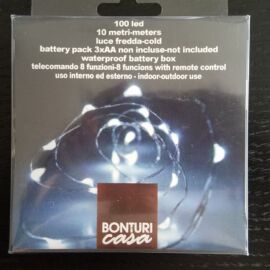 100 led
10 metri-meters
luce fredda-cold
battery pack 3xAA non incluse-not included
waterproof battery box
telecomando 8 funzioni-8 funcions with remote control
uso interno ed esterno - indoor-outdoor use
BONTURI
casa